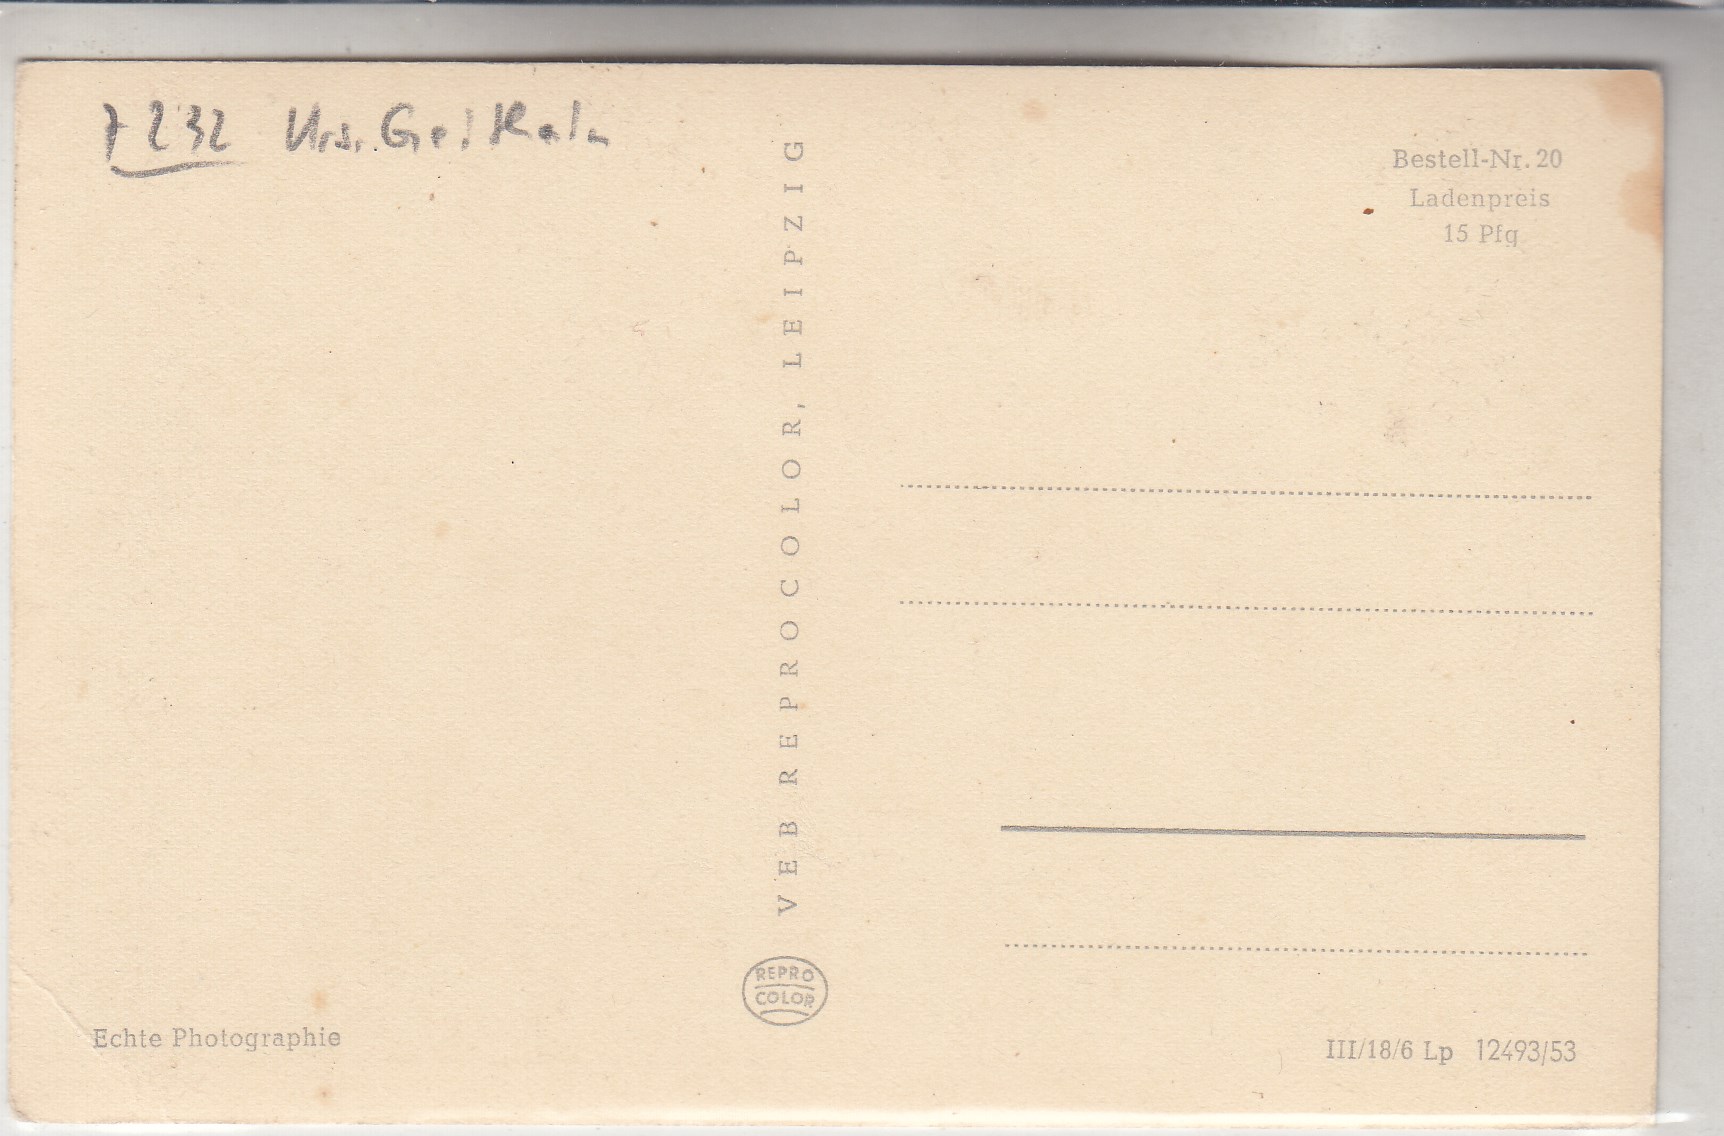 7232
Bestell-Nr. 20
Ladenpreis
15 Pfg
VEB REPROCOLOR, LEIPZIG
REPRO
COLOR
Echte Photographie
III/18/6 Lp 12493/53